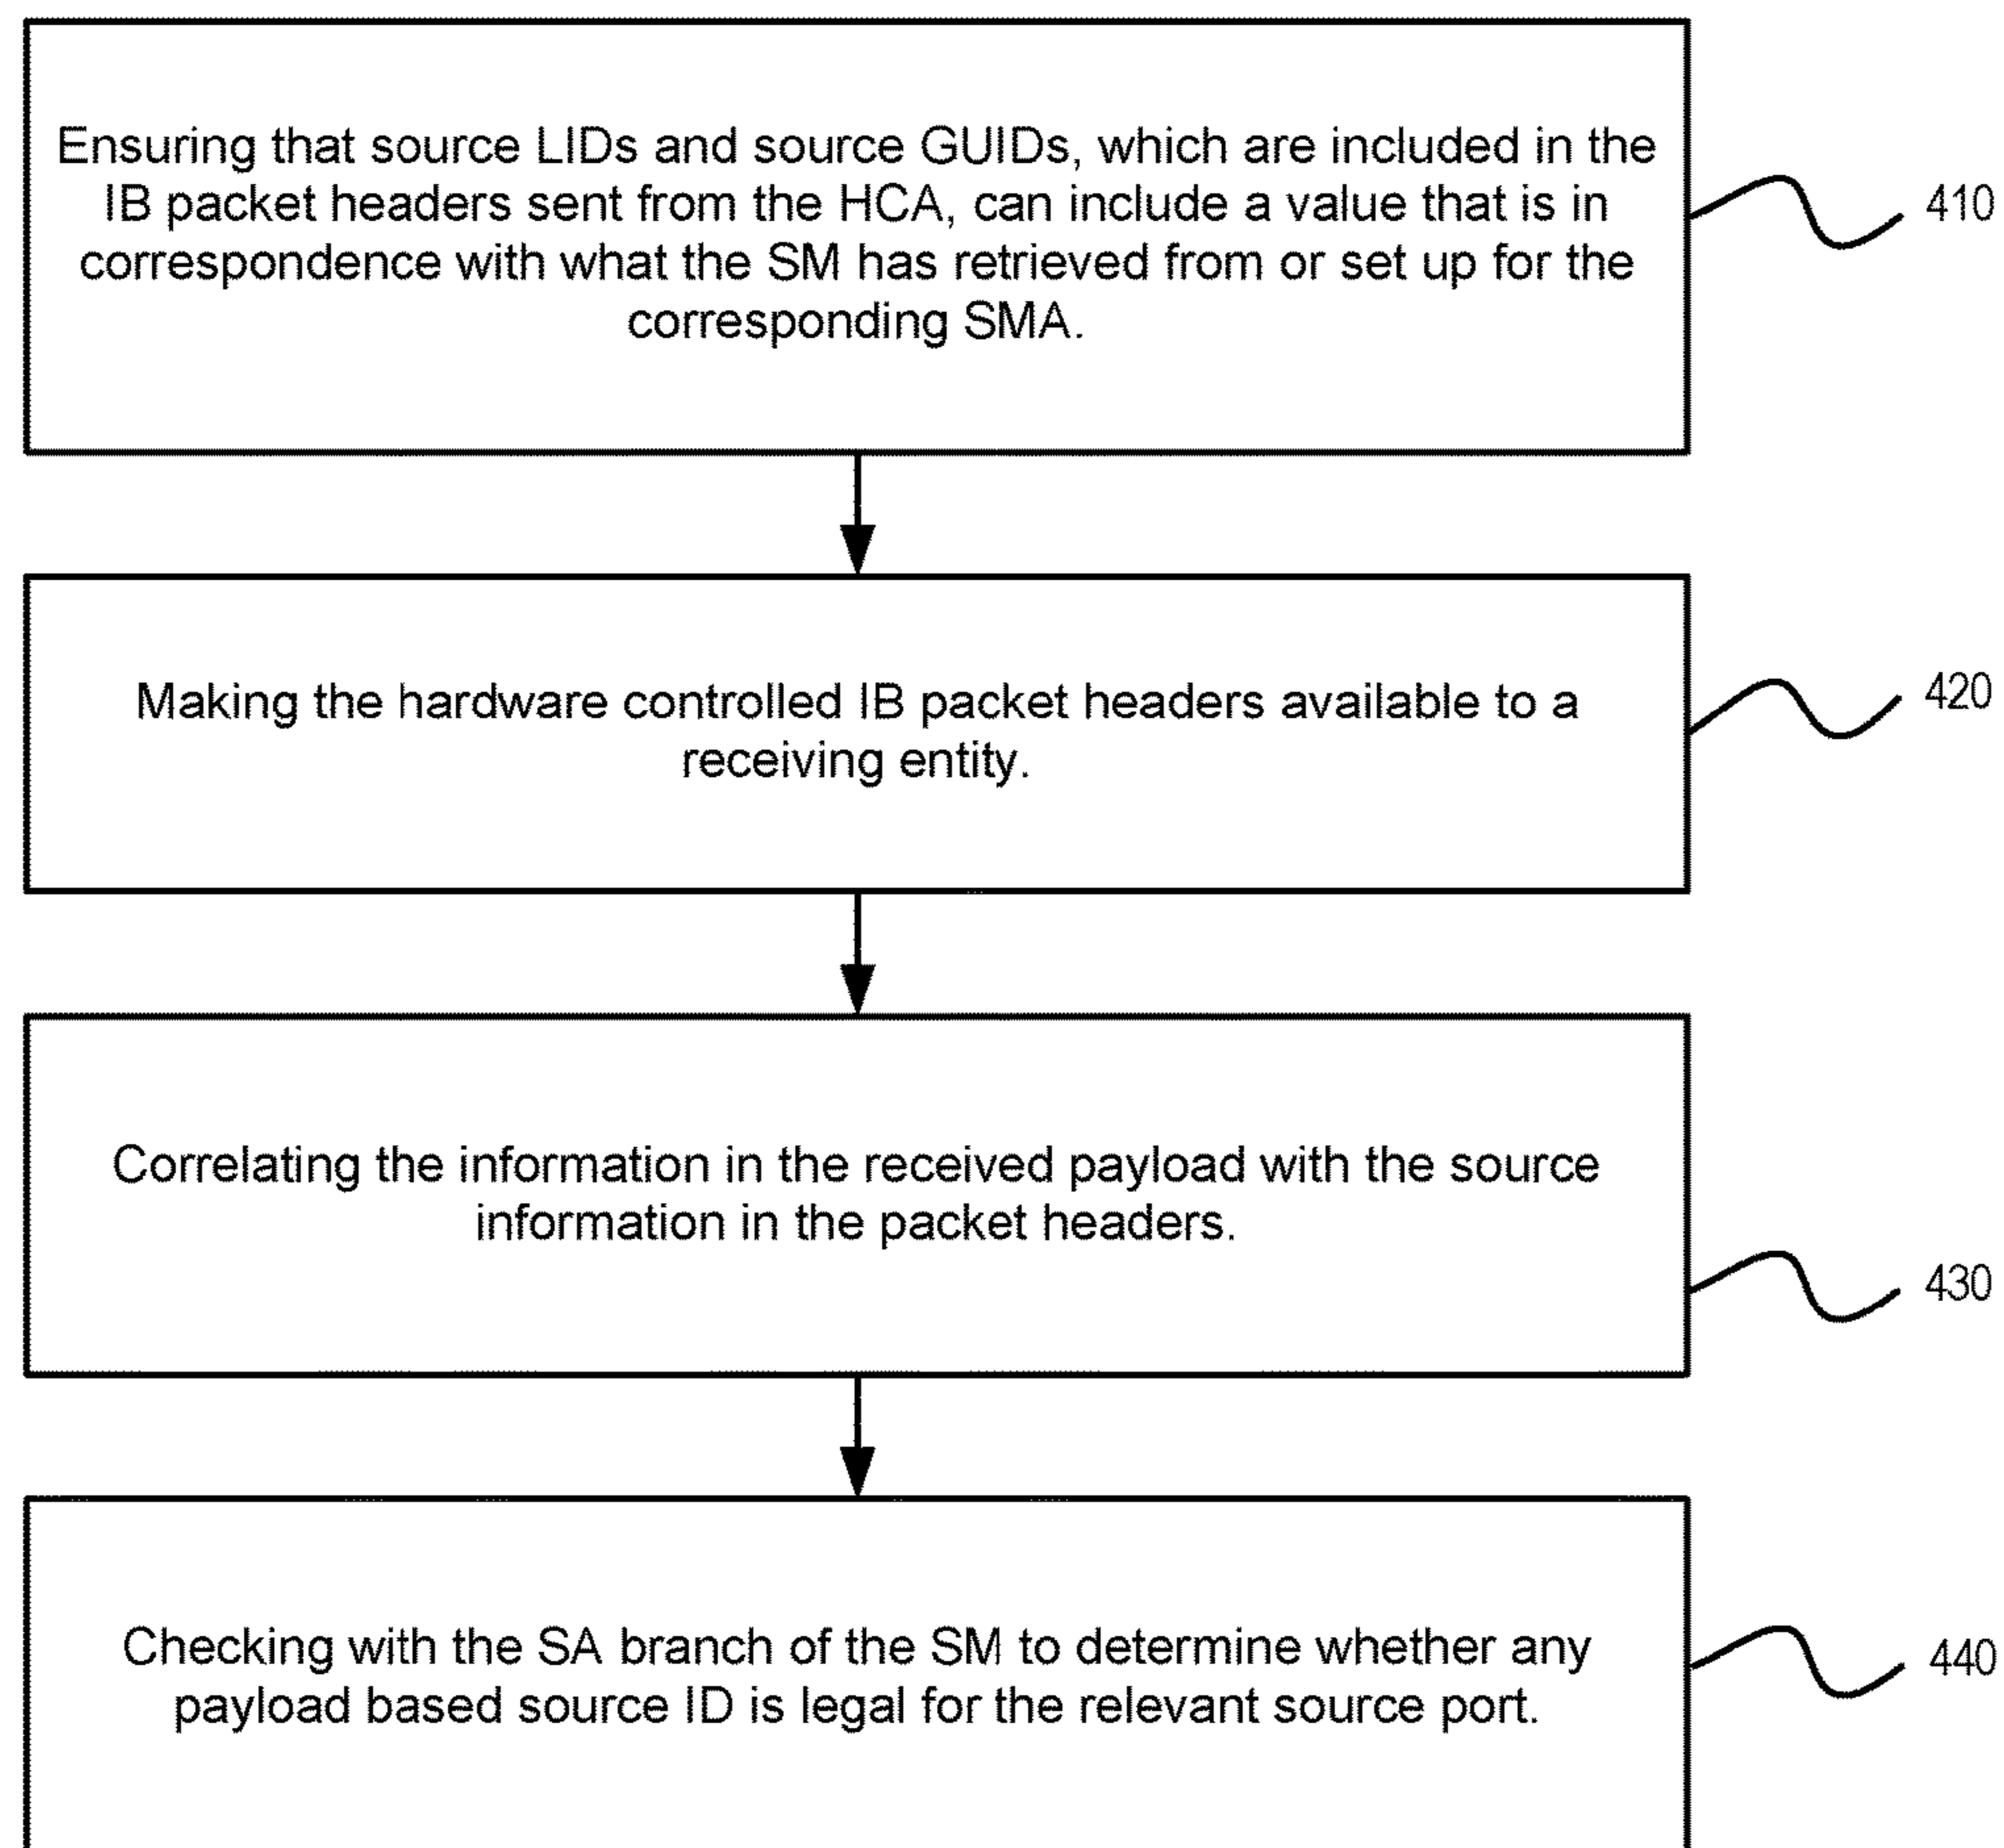 Ensuring that source LIDs and source GUIDs, which are included in the
IB packet headers sent from the HCA, can include a value that is in
correspondence with what the SM has retrieved from or set up for the
corresponding SMA.
410
Making the hardware controlled IB packet headers available to a
receiving entity.
420
Correlating the information in the received payload with the source
information in the packet headers.
430
Checking with the SA branch of the SM to determine whether any
payload based source ID is legal for the relevant source port.
440